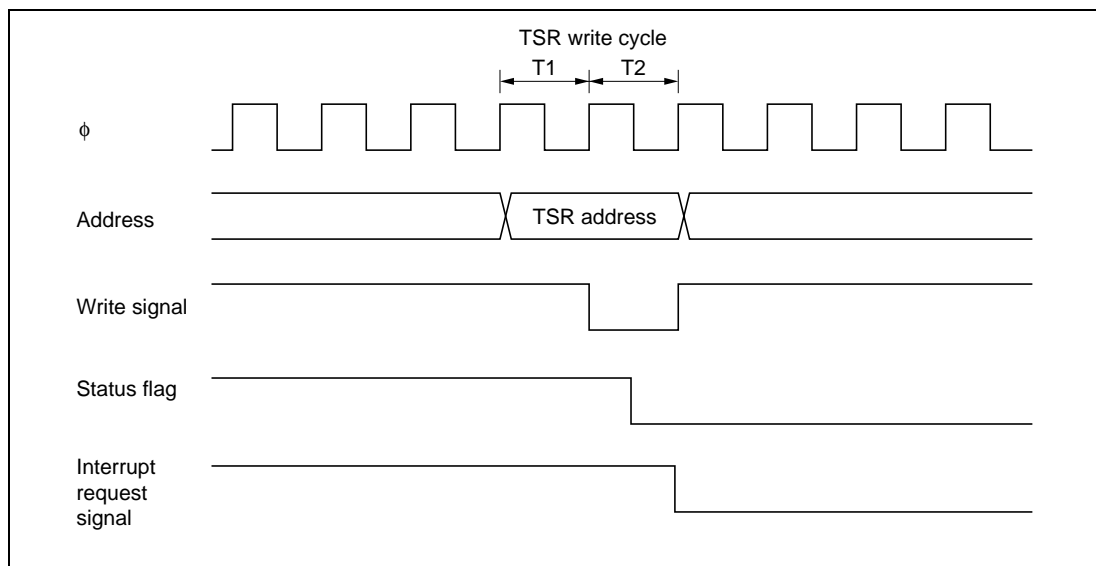 TSR write cycle
T1 T2
ϕ
Address
TSR address
Write signal
Status flag
Interrupt
request
signal